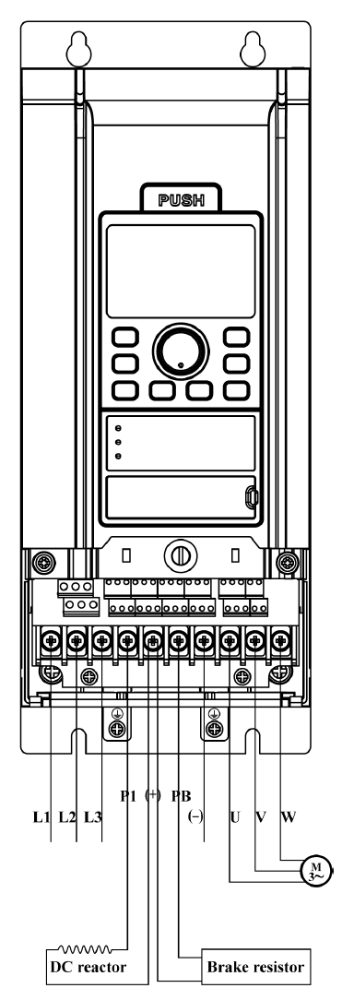 PUSH
P1 (+) PB
L1 L2 L3 (−) U V W
M
3~
DC reactor Brake resistor